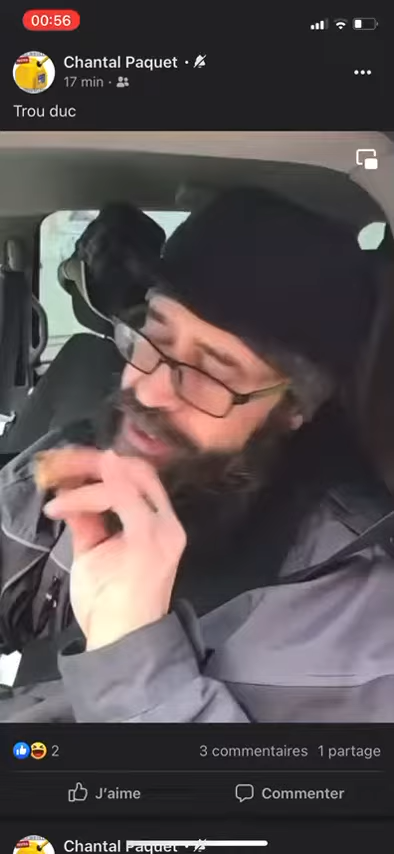 00:56
Chantal Paquet
17 min
Trou duc
2
3 commentaires 1 partage
J'aime
Commenter
Chantal Paquet